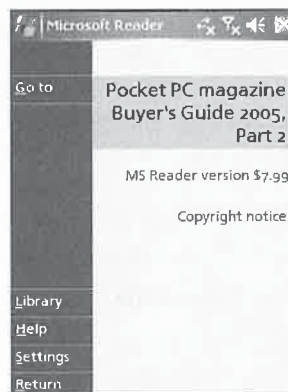 Microsoft Reader
Go to
Pocket PC magazine
Buyer's Guide 2005,
Part 2
MS Reader version $7.99
Copyright notice
Library
Help
Settings
Return